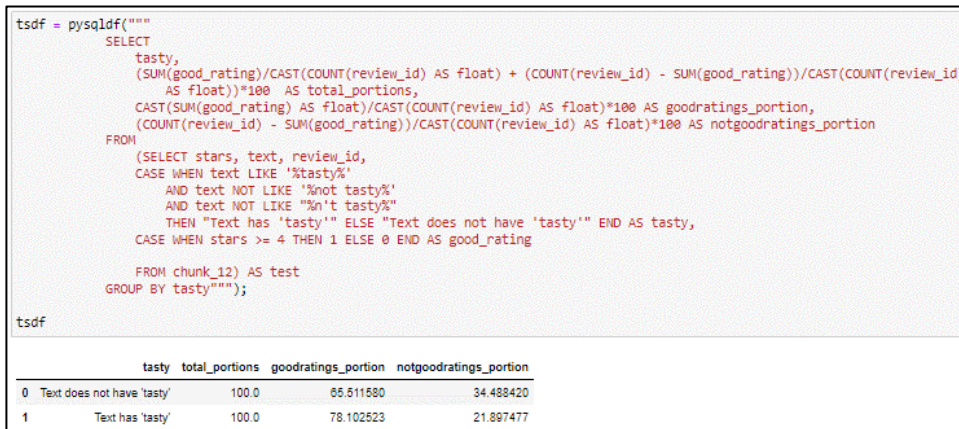 tsdf = pysqldf("""
SELECT
tasty,
(SUM(good_rating)/CAST(COUNT(review_id) AS float) + (COUNT(review_id) - SUM(good_rating))/CAST(COUNT(review_id)
AS float))*100 AS total_portions,
CAST(SUM(good_rating) AS float)/CAST(COUNT(review_id) AS float)*100 AS goodratings_portion,
(COUNT(review_id) - SUM(good_rating))/CAST(COUNT(review_id) AS float)*100 AS notgoodratings_portion
FROM
(SELECT stars, text, review_id,
CASE WHEN text LIKE '%tasty%'
AND text NOT LIKE '%not tasty%'
AND text NOT LIKE "%n't tasty%"
THEN "Text has 'tasty'" ELSE "Text does not have 'tasty'" END AS tasty,
CASE WHEN stars >= 4 THEN 1 ELSE 0 END AS good_rating
FROM chunk_12) AS test
GROUP BY tasty""");
tsdf
tasty total_portions goodratings_portion notgoodratings_portion
0 Text does not have 'tasty' 100.0 65.511580 34.488420
1 Text has 'tasty' 100.0 78.102523 21.897477